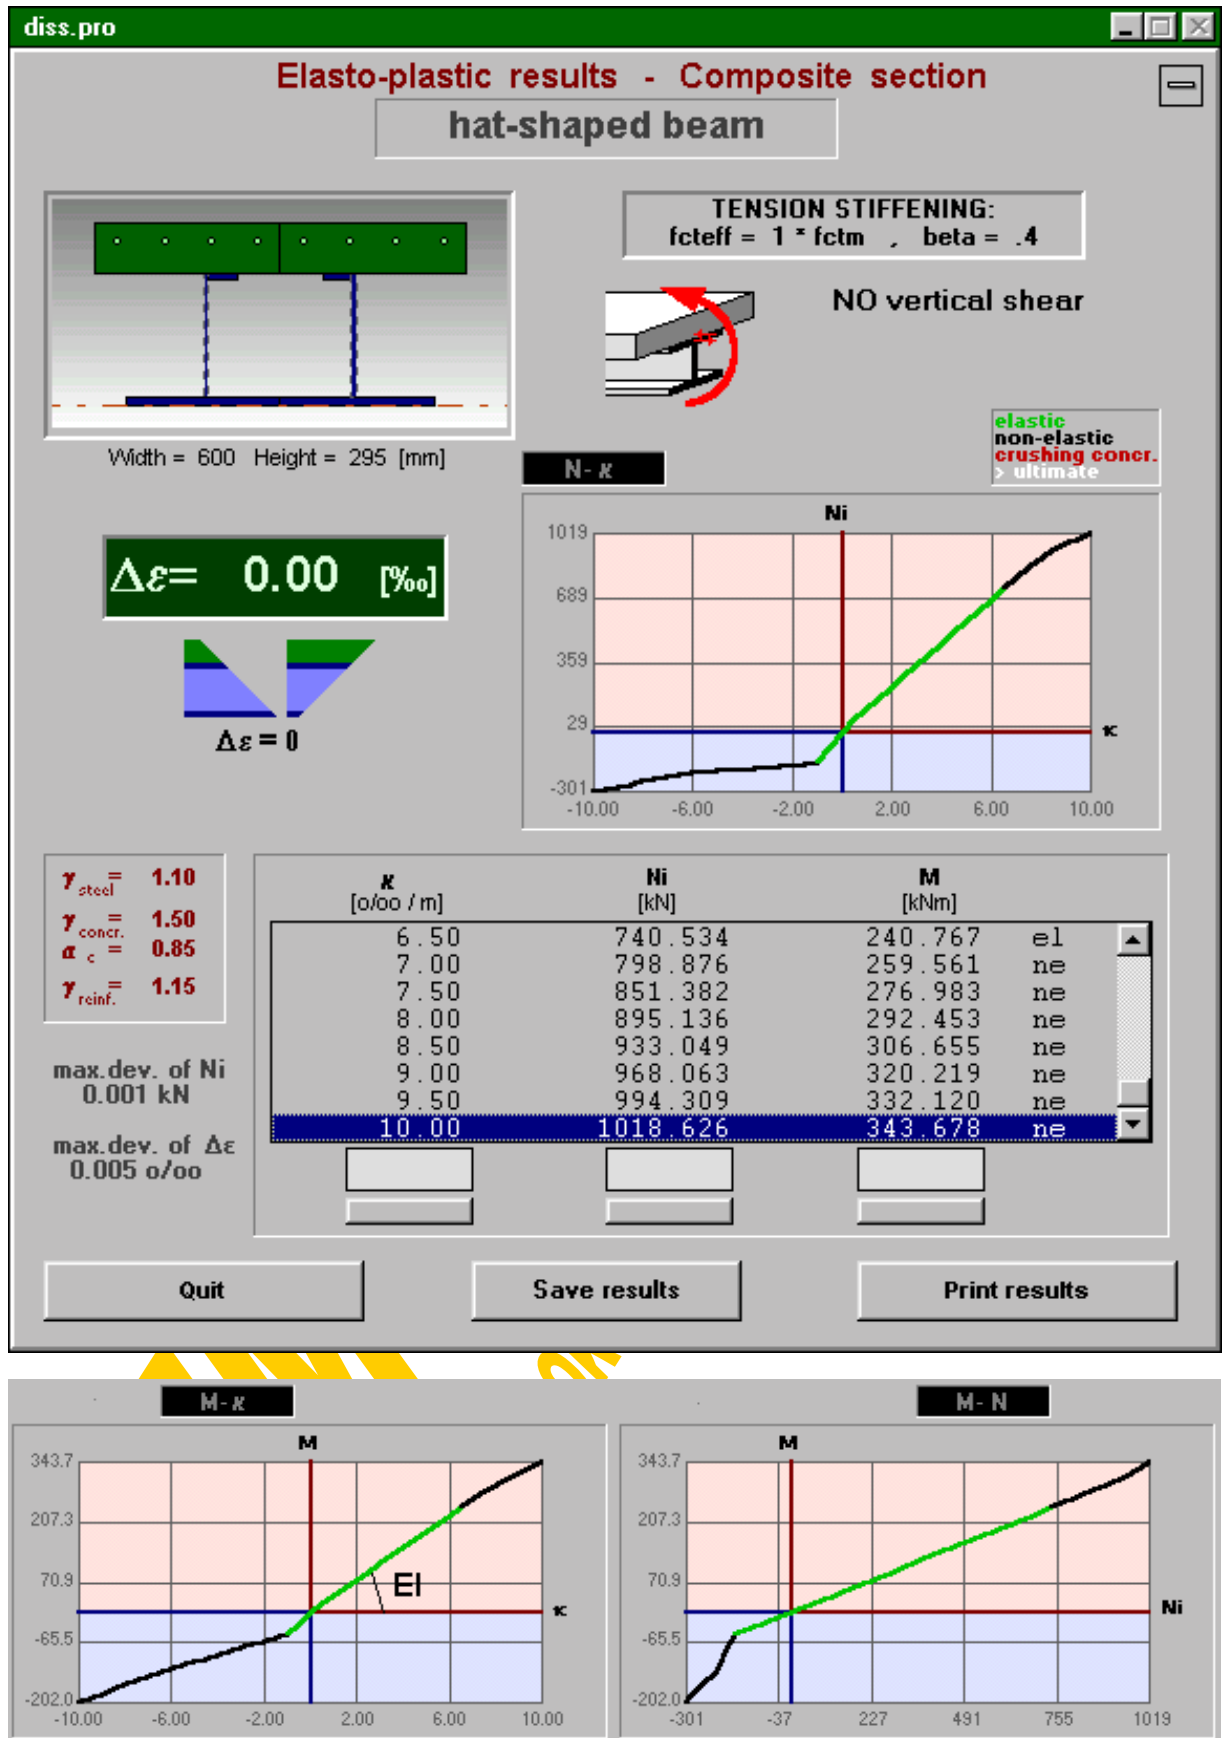 diss.pro
Elasto-plastic results - Composite section
hat-shaped beam
TENSION STIFFENING:
fcteff = 1 * fctm , beta = .4
NO vertical shear
Width = 600 Height = 295 [mm]
elastic
non-elastic
crushing concr.
> ultimate
N-κ
Δε= 0.00 [‰]
Δε = 0
Ni
1019
689
359
29
-301
κ
-10.00 -6.00 -2.00 2.00 6.00 10.00
γ steel = 1.10
γ concr. = 1.50
α c = 0.85
γ reinf. = 1.15
max.dev. of Ni
0.001 kN
max.dev. of Δε
0.005 o/oo
κ Ni M
[o/oo / m] [kN] [kNm]
6.50 740.534 240.767 el
7.00 798.876 259.561 ne
7.50 851.382 276.983 ne
8.00 895.136 292.453 ne
8.50 933.049 306.655 ne
9.00 968.063 320.219 ne
9.50 994.309 332.120 ne
10.00 1018.626 343.678 ne
Quit Save results Print results
M-κ
M
343.7
207.3
70.9
-65.5
-202.0
EI
κ
-10.00 -6.00 -2.00 2.00 6.00 10.00
M-N
M
343.7
207.3
70.9
-65.5
-202.0
Ni
-301 -37 227 491 755 1019